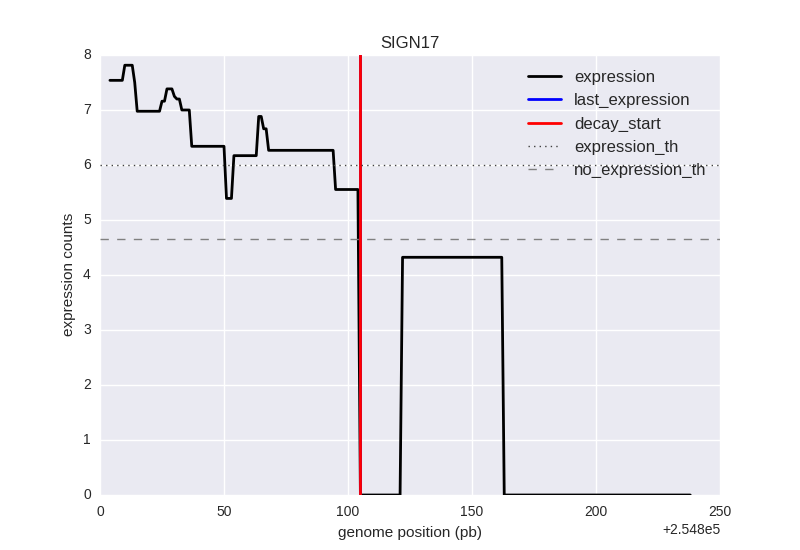 SIGN17
8
7
6
5
4
3
2
1
0
expression counts
expression
last_expression
decay_start
expression_th
no_expression_th
0 50 100 150 200 250
genome position (pb)
+2.548e5